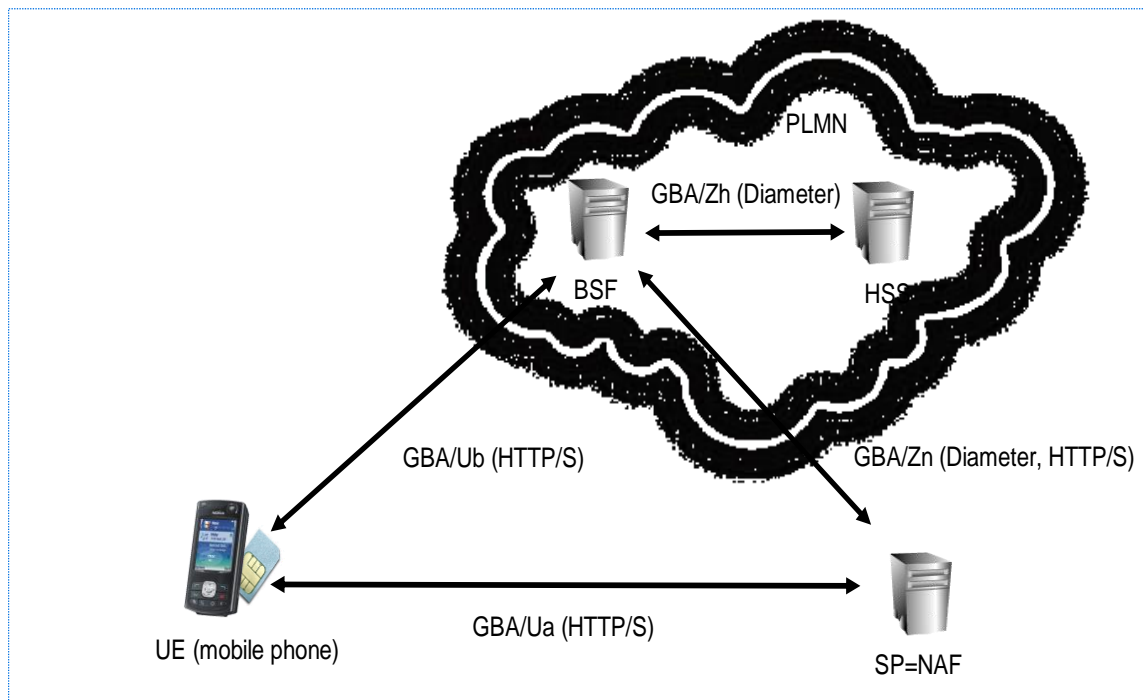 PLMN
GBA/Zh (Diameter)
BSF
HSS
GBA/Ub (HTTP/S)
GBA/Zn (Diameter, HTTP/S)
GBA/Ua (HTTP/S)
UE (mobile phone)
SP=NAF